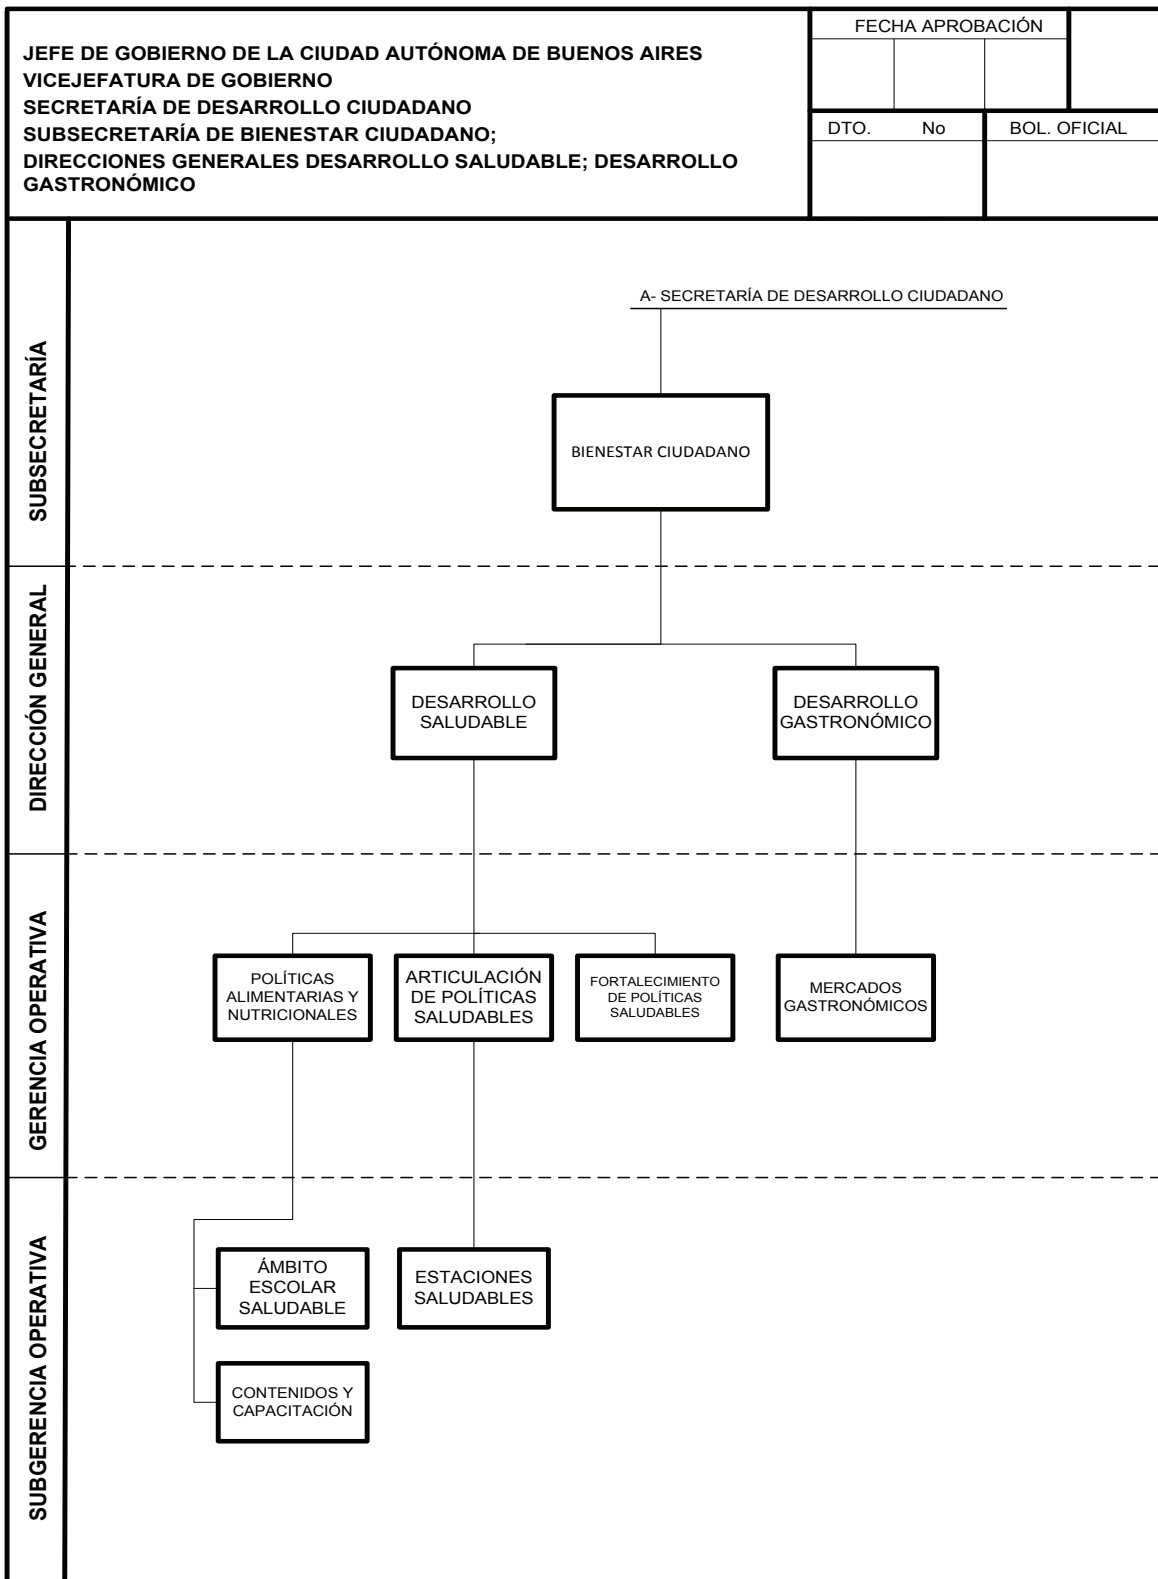 JEFE DE GOBIERNO DE LA CIUDAD AUTÓNOMA DE BUENOS AIRES
VICEJEFATURA DE GOBIERNO
SECRETARÍA DE DESARROLLO CIUDADANO
SUBSECRETARÍA DE BIENESTAR CIUDADANO;
DIRECCIONES GENERALES DESARROLLO SALUDABLE; DESARROLLO
GASTRONÓMICO
FECHA APROBACIÓN
DTO. No
BOL. OFICIAL
SUBSECRETARÍA
A- SECRETARÍA DE DESARROLLO CIUDADANO
BIENESTAR CIUDADANO
DIRECCIÓN GENERAL
DESARROLLO
SALUDABLE
DESARROLLO
GASTRONÓMICO
GERENCIA OPERATIVA
POLÍTICAS
ALIMENTARIAS Y
NUTRICIONALES
ARTICULACIÓN
DE POLÍTICAS
SALUDABLES
FORTALECIMIENTO
DE POLÍTICAS
SALUDABLES
MERCADOS
GASTRONÓMICOS
SUBGERENCIA OPERATIVA
ÁMBITO
ESCOLAR
SALUDABLE
ESTACIONES
SALUDABLES
CONTENIDOS Y
CAPACITACIÓN